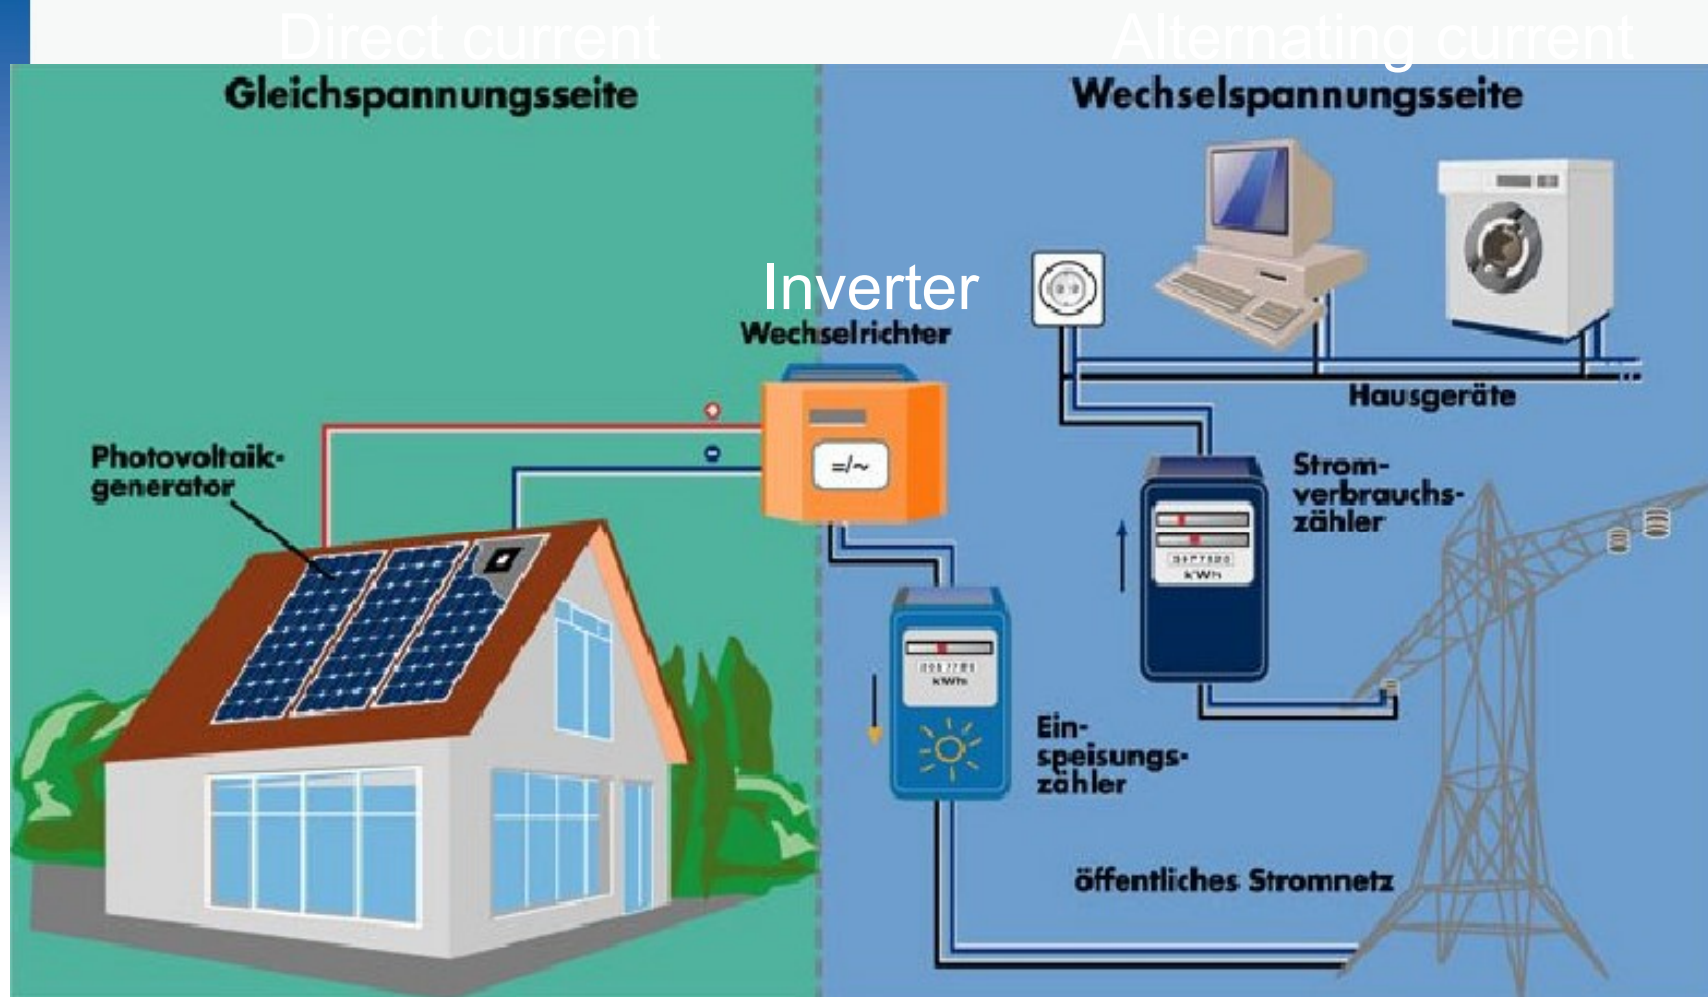 Direct current
Alternating current
Gleichspannungsseite
Wechselspannungsseite
Inverter
Wechselrichter
Hausgeräte
Photovoltaik-
generator
=/~
Strom-
verbrauchs-
zähler
kWh
kWh
Ein-
speisungs-
zähler
öffentliches Stromnetz